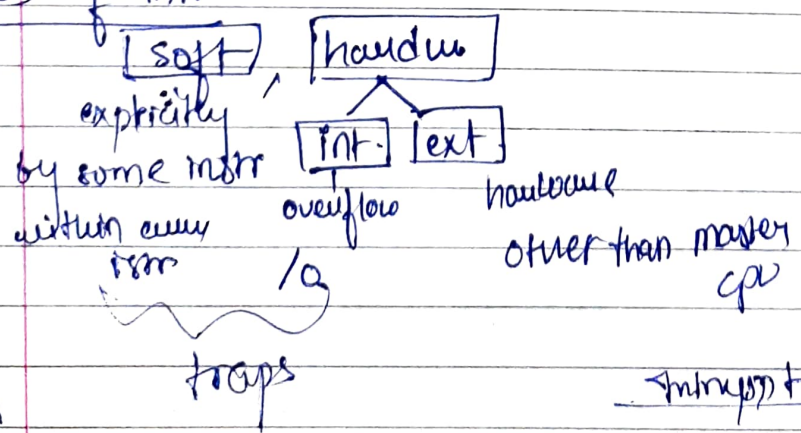 soft , hardw
explicitly int. ext.
by some instr overflow hardware
within curr /0 other than master
isr cpu
traps
interrupt